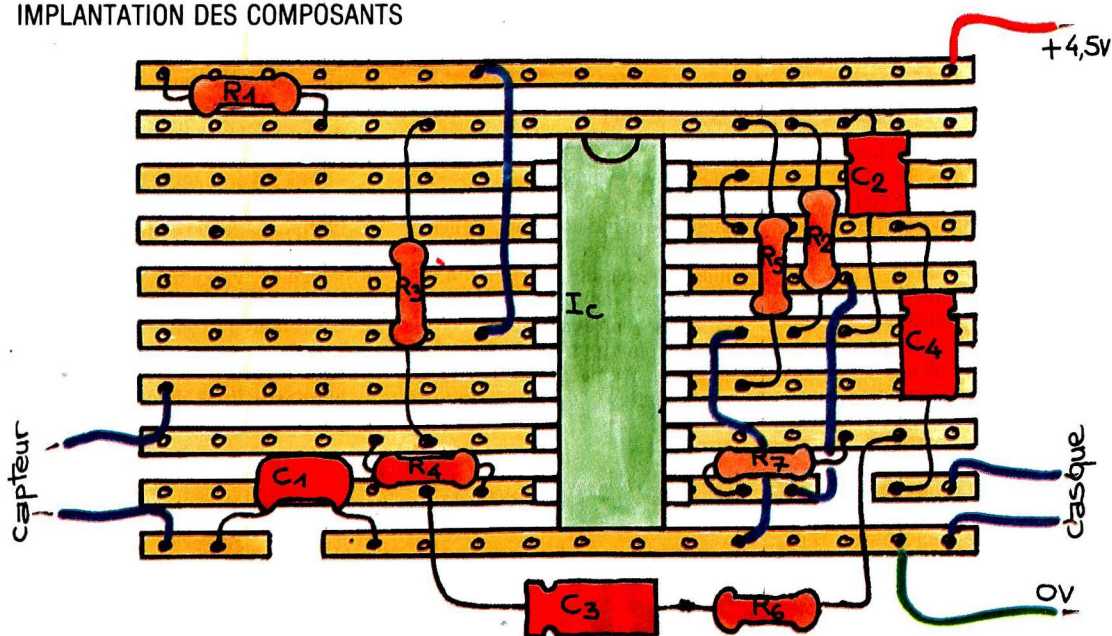 IMPLANTATION DES COMPOSANTS
+4,5V
R1
C2
R2
R5
R3
Ic
C4
capteur
C1
R4
R7
casque
C3
R6
0V